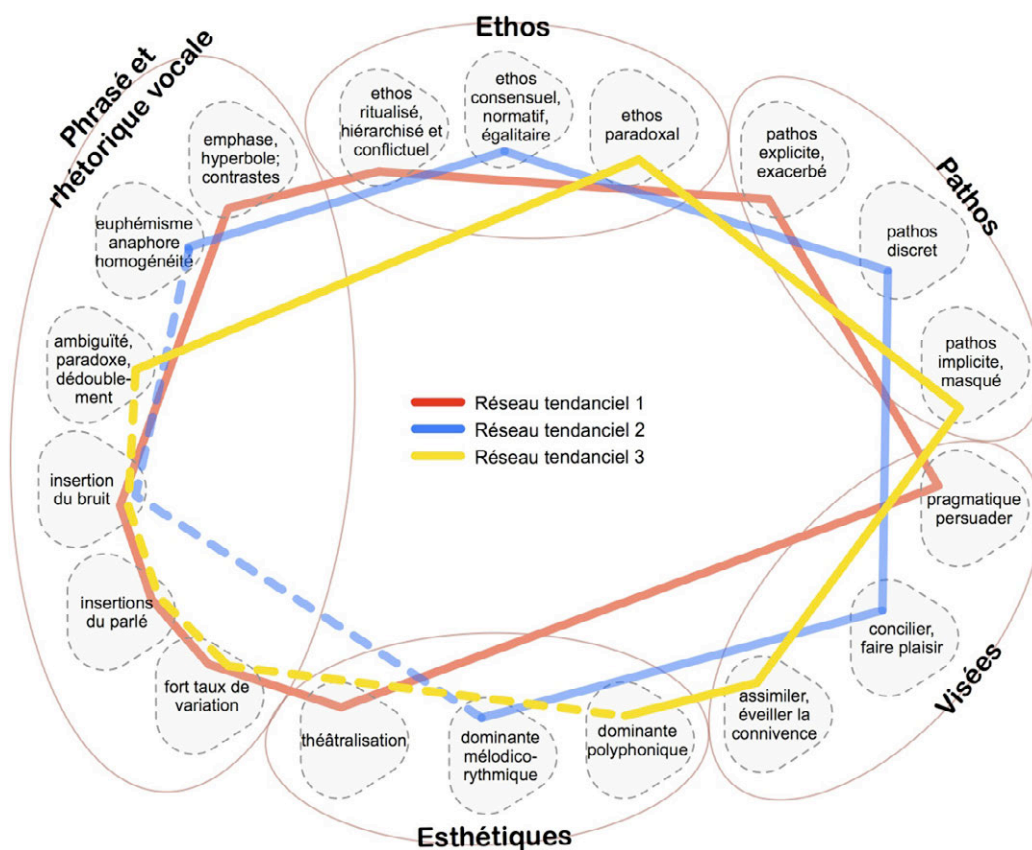 Phrasé et
rhetorique vocale
Ethos
Pathos
Visées
Esthétiques
emphase,
hyperbole;
contrastes
ethos
ritualisé,
hiérarchisé et
conflictuel
ethos
consensuel,
normatif,
égalitaire
ethos
paradoxal
pathos
explicite,
exacerbé
pathos
discret
pathos
implicite,
masqué
pragmatique
persuader
concilier,
faire plaisir
assimiler,
éveiller la
connivence
dominante
polyphonique
dominante
mélodico-
rythmique
théâtralisation
fort taux de
variation
insertions
du parlé
insertion
du bruit
ambiguïté,
paradoxe,
dédouble-
ment
euphémisme
anaphore
homogénéité
Réseau tendanciel 1
Réseau tendanciel 2
Réseau tendanciel 3